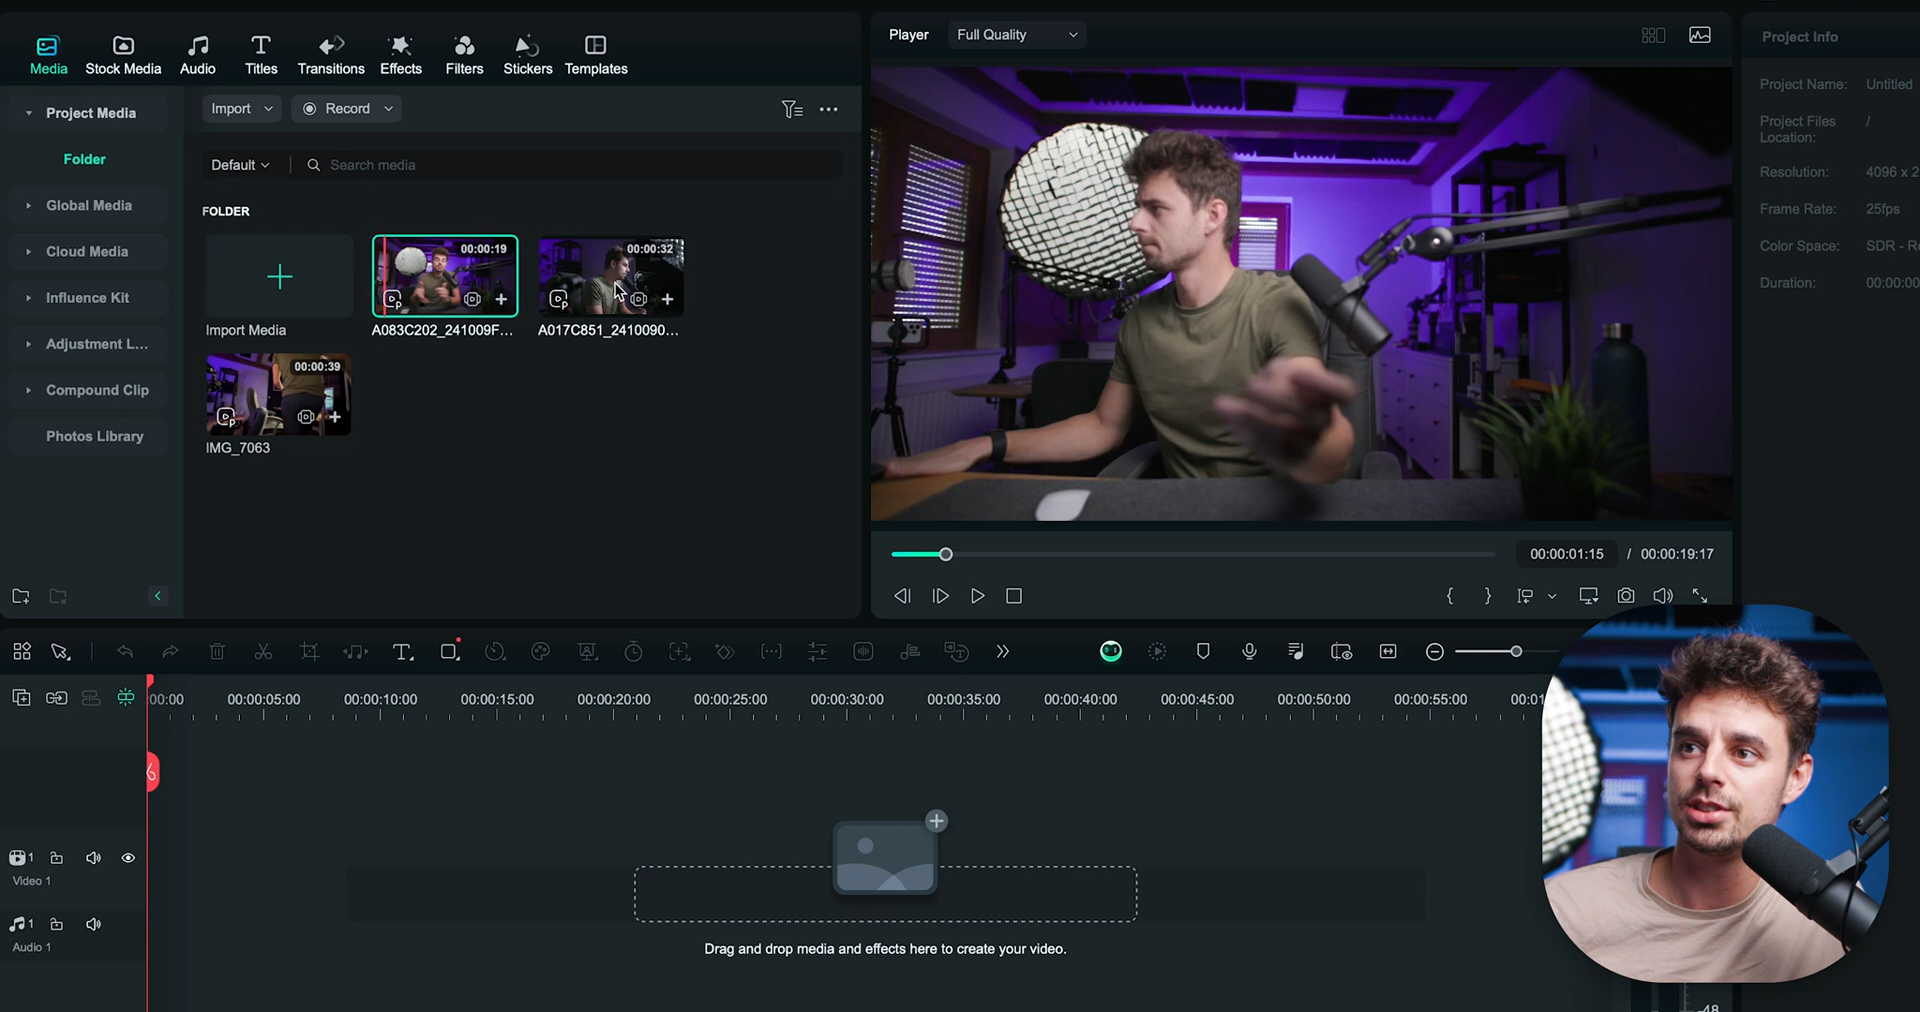 Media
Stock Media
Audio
Titles
Transitions
Effects
Filters
Stickers
Templates
Player
Full Quality
Project Info
Project Media
Folder
Global Media
Cloud Media
Influence Kit
Adjustment L...
Compound Clip
Photos Library
Import
Record
Default
Search media
FOLDER
Import Media
00:00:19
A083C202_241009F...
00:00:32
A017C851_2410090...
00:00:39
IMG_7063
Project Name: Untitled
Project Files Location: /
Resolution: 4096 x 2
Frame Rate: 25fps
Color Space: SDR - Re
Duration: 00:00:00
00:00:01:15 / 00:00:19:17
:00:00 00:00:05:00 00:00:10:00 00:00:15:00 00:00:20:00 00:00:25:00 00:00:30:00 00:00:35:00 00:00:40:00 00:00:45:00 00:00:50:00 00:00:55:00 00:01
1
Video 1
1
Audio 1
Drag and drop media and effects here to create your video.
-48